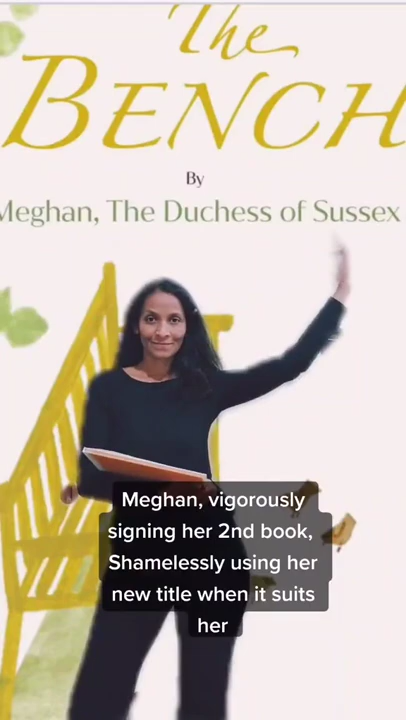 The
BENCH
By
Meghan, The Duchess of Sussex
Meghan, vigorously
signing her 2nd book,
Shamelessly using her
new title when it suits
her